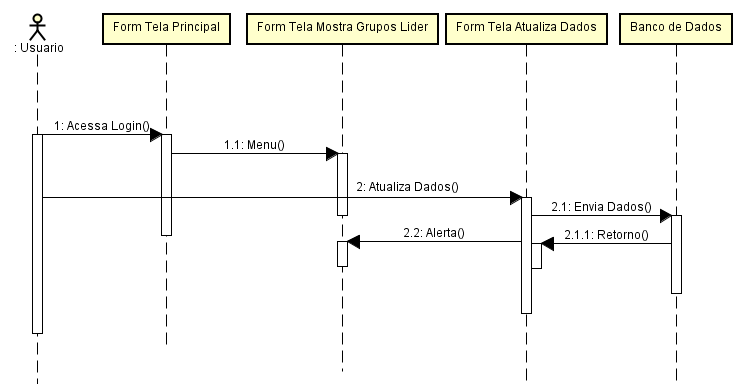 : Usuario
Form Tela Principal
Form Tela Mostra Grupos Lider
Form Tela Atualiza Dados
Banco de Dados
1: Acessa Login()
1.1: Menu()
2: Atualiza Dados()
2.1: Envia Dados()
2.2: Alerta()
2.1.1: Retorno()